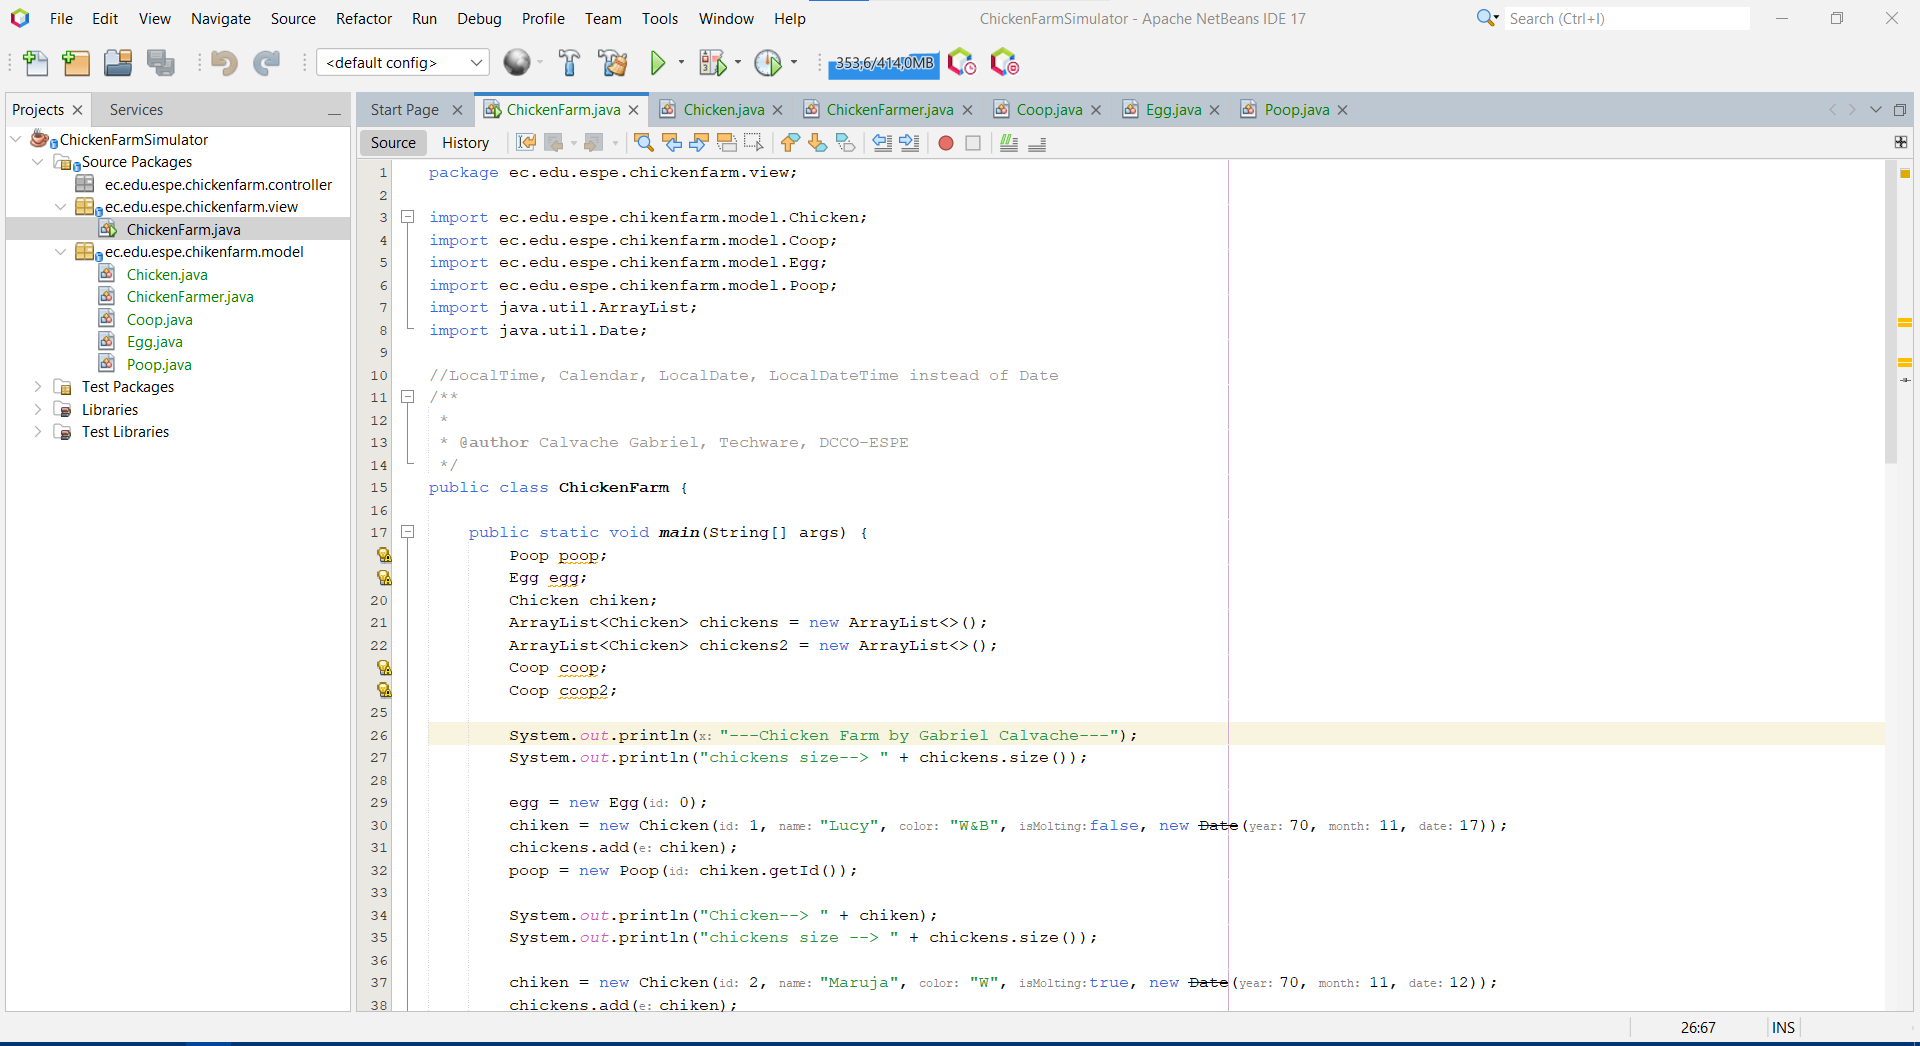 File Edit View Navigate Source Refactor Run Debug Profile Team Tools Window Help ChickenFarmSimulator - Apache NetBeans IDE 17 Search (Ctrl+I)
<default config> 353,6/414,0MB
Projects Services
Start Page ChickenFarm.java Chicken.java ChickenFarmer.java Coop.java Egg.java Poop.java
Source History
ChickenFarmSimulator
Source Packages
ec.edu.espe.chickenfarm.controller
ec.edu.espe.chickenfarm.view
ChickenFarm.java
ec.edu.espe.chikenfarm.model
Chicken.java
ChickenFarmer.java
Coop.java
Egg.java
Poop.java
Test Packages
Libraries
Test Libraries
1 package ec.edu.espe.chickenfarm.view;
2
3 import ec.edu.espe.chikenfarm.model.Chicken;
4 import ec.edu.espe.chikenfarm.model.Coop;
5 import ec.edu.espe.chikenfarm.model.Egg;
6 import ec.edu.espe.chikenfarm.model.Poop;
7 import java.util.ArrayList;
8 import java.util.Date;
9
10 //LocalTime, Calendar, LocalDate, LocalDateTime instead of Date
11 /**
12 *
13 * @author Calvache Gabriel, Techware, DCCO-ESPE
14 */
15 public class ChickenFarm {
16
17 public static void main(String[] args) {
Poop poop;
Egg egg;
20 Chicken chiken;
21 ArrayList<Chicken> chickens = new ArrayList<>();
22 ArrayList<Chicken> chickens2 = new ArrayList<>();
Coop coop;
Coop coop2;
25
26 System.out.println(x: "---Chicken Farm by Gabriel Calvache---");
27 System.out.println("chickens size--> " + chickens.size());
28
29 egg = new Egg(id: 0);
30 chiken = new Chicken(id: 1, name: "Lucy", color: "W&B", isMolting: false, new Date(year: 70, month: 11, date: 17));
31 chickens.add(e: chiken);
32 poop = new Poop(id: chiken.getId());
33
34 System.out.println("Chicken--> " + chiken);
35 System.out.println("chickens size --> " + chickens.size());
36
37 chiken = new Chicken(id: 2, name: "Maruja", color: "W", isMolting: true, new Date(year: 70, month: 11, date: 12));
38 chickens.add(e: chiken);
26:67 INS